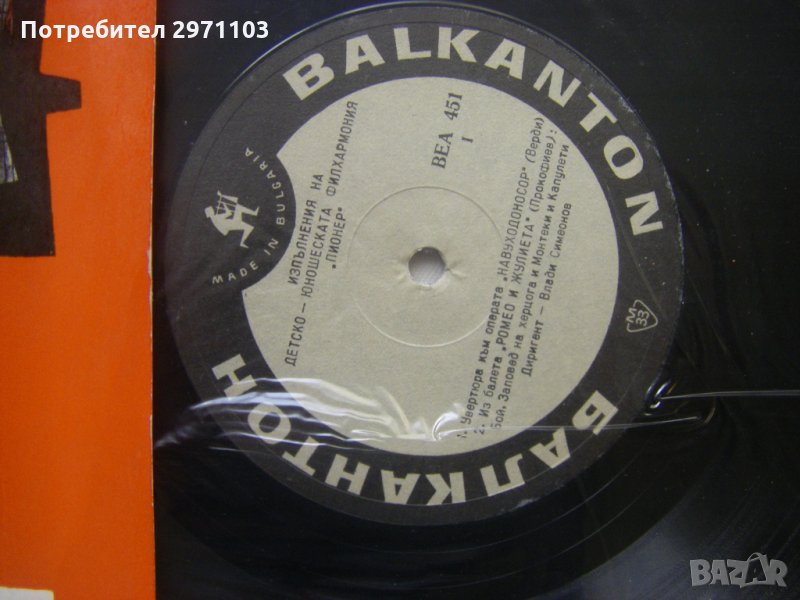 Потребител 2971103
BALKANTON
MADE IN BULGARIA
ИЗПЪЛНЕНИЯ НА
ДЕТСКО – ЮНОШЕСКАТА ФИЛХАРМОНИЯ
"ПИОНЕР"
ВЕА 451
I
1. Увертюра към операта "НАВУХОДОНОСОР" (Верди)
2. Из балета "РОМЕО И ЖУЛИЕТА" (Прокофиев):
Бой, Заповед на херцога и Монтеки и Капулети
Диригент – Влади Симеонов
M
33
БАЛКАНТОН
BAZAR